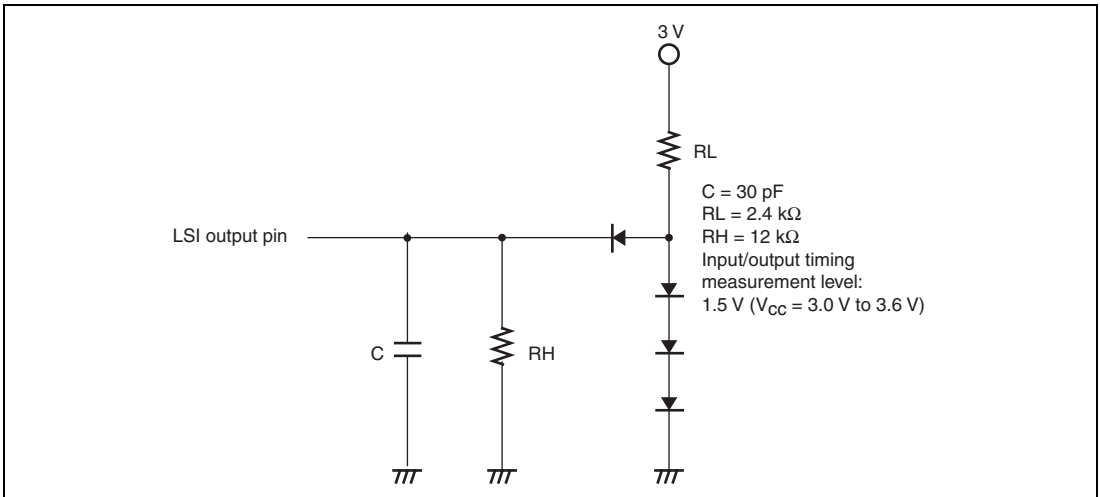 3 V
RL
C = 30 pF
RL = 2.4 kΩ
RH = 12 kΩ
Input/output timing
measurement level:
1.5 V (VCC = 3.0 V to 3.6 V)
LSI output pin
C
RH